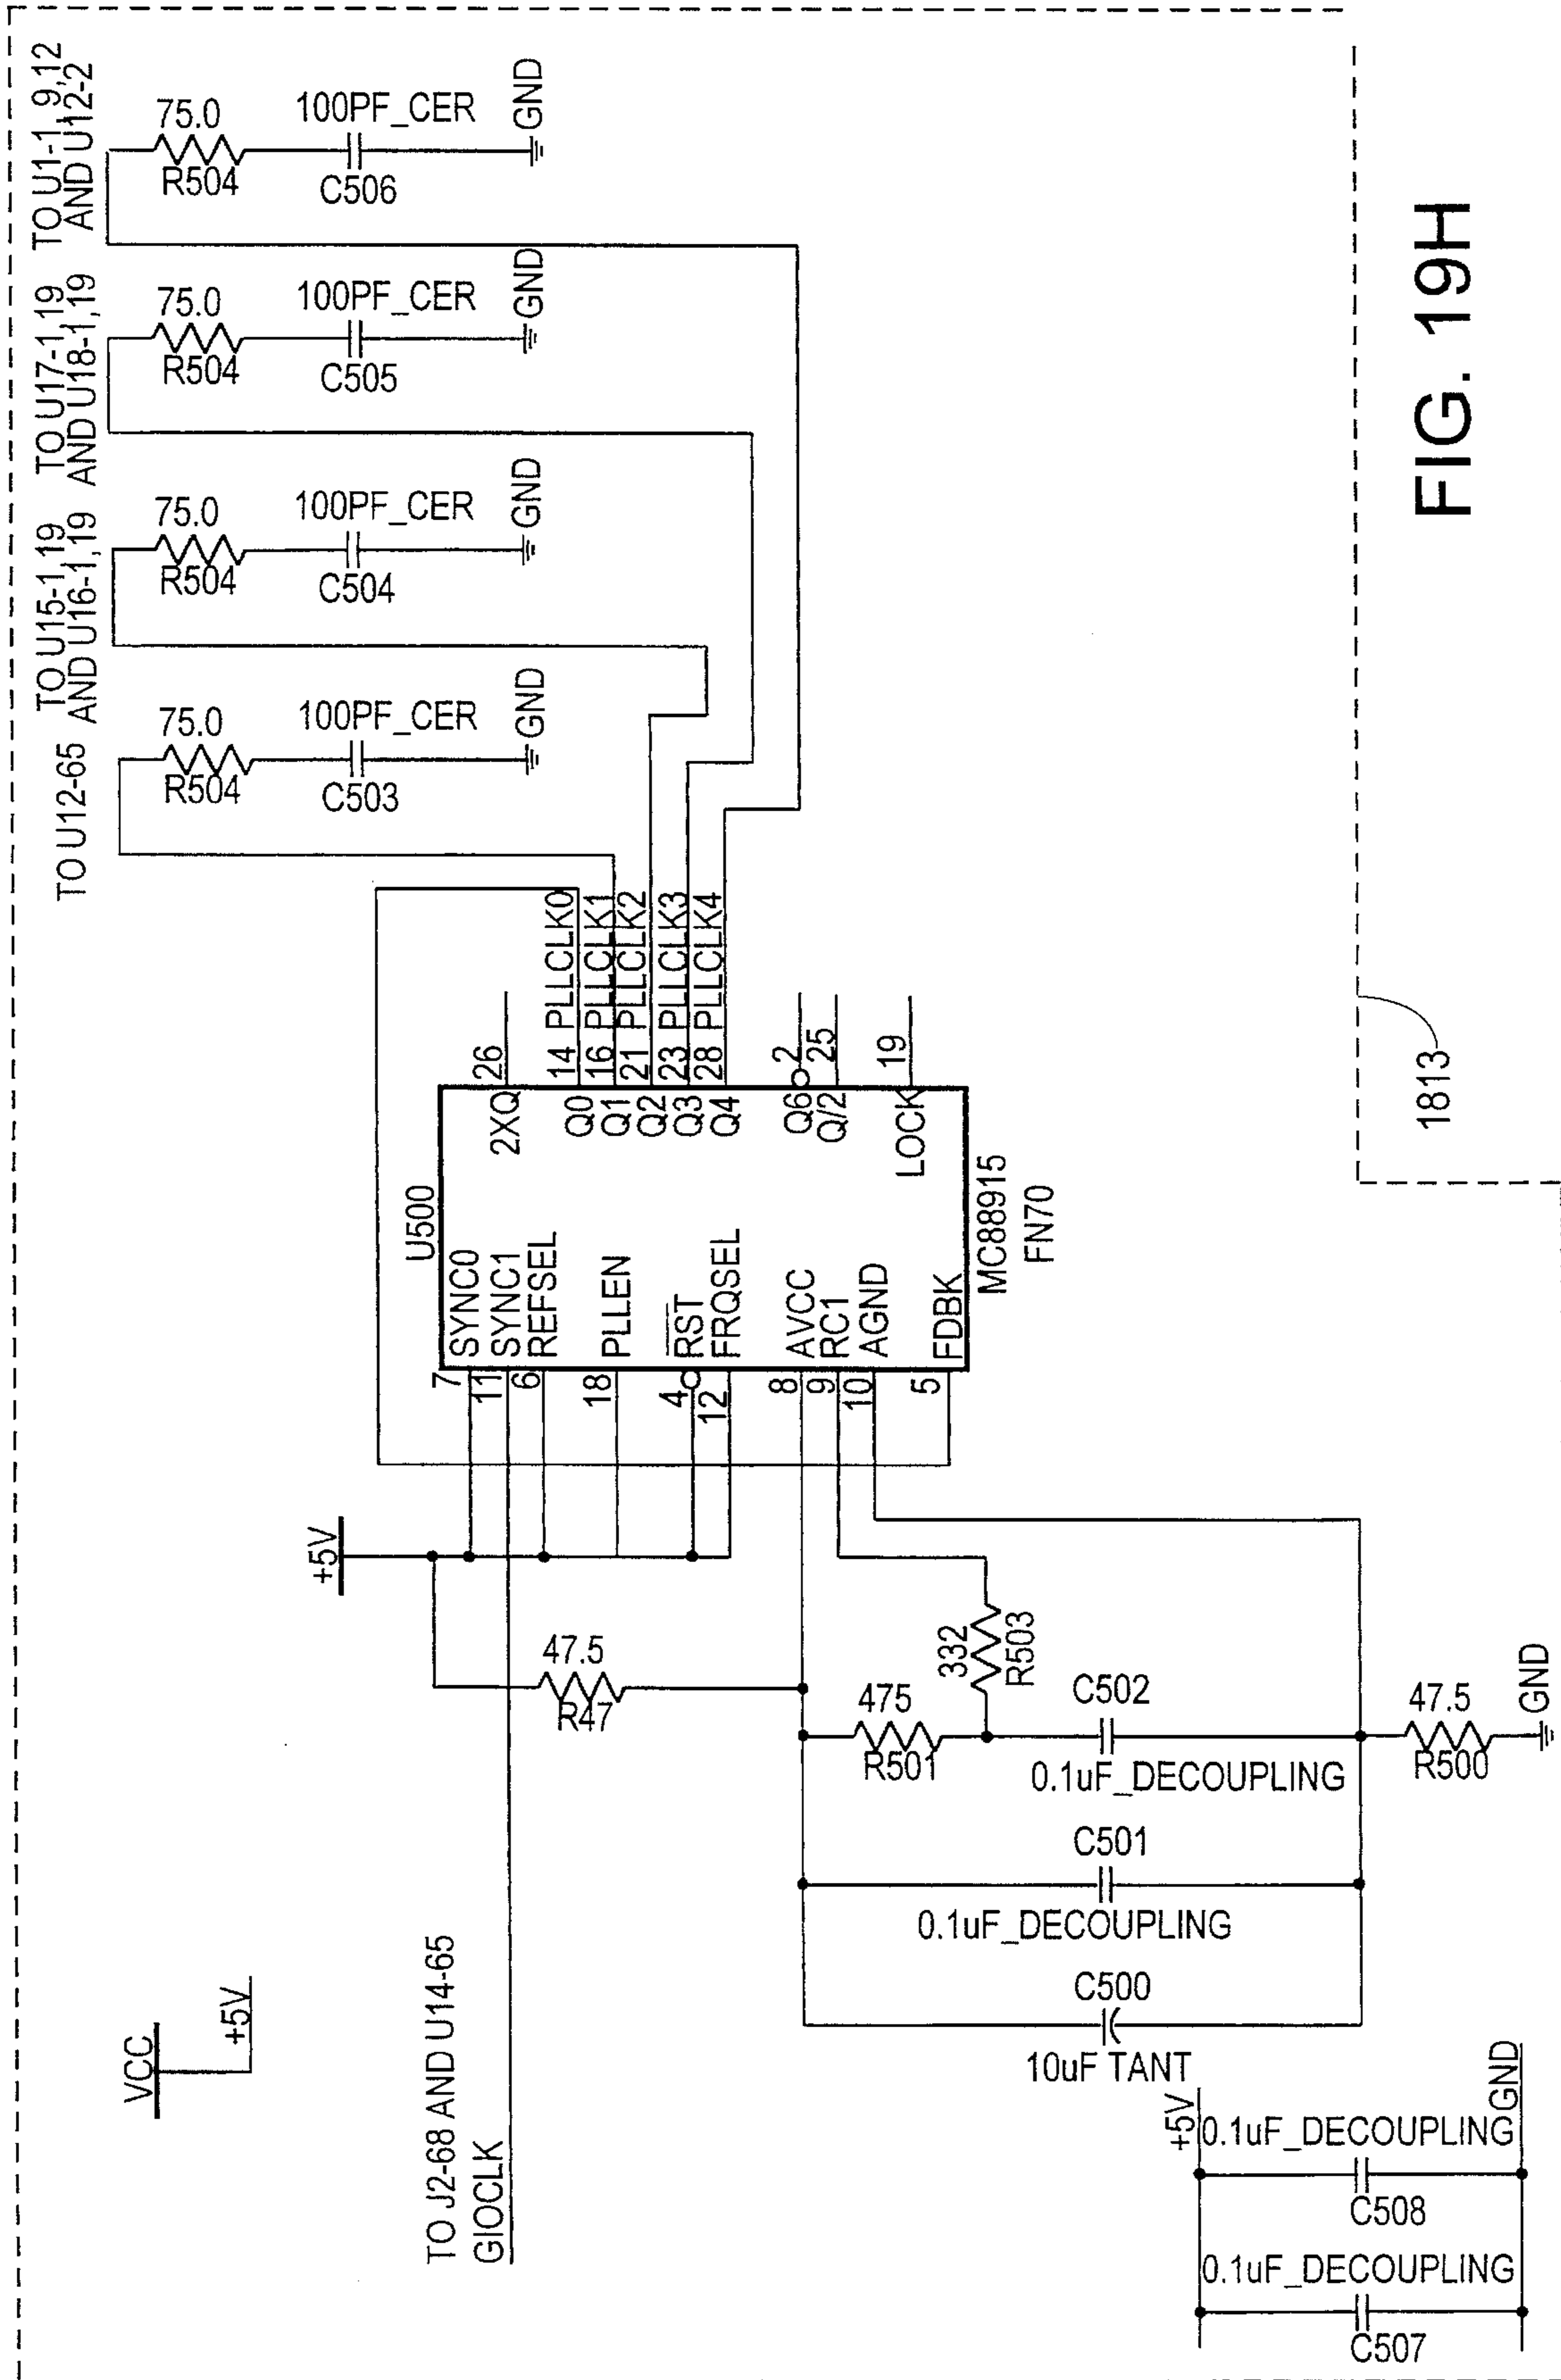 TO U12-65
TO U15-1,19
AND U16-1,19
TO U17-1,19
AND U18-1,19
TO U1-1, 9,12
AND U12-2
75.0
R504
100PF_CER
C503
GND
75.0
R504
100PF_CER
C504
GND
75.0
R504
100PF_CER
C505
GND
75.0
R504
100PF_CER
C506
GND
VCC
+5V
+5V
TO J2-68 AND U14-65
GIOCLK
47.5
R47
U500
7 SYNC0
11 SYNC1
6 REFSEL
18 PLLEN
4 RST
12 FRQSEL
8 AVCC
9 RC1
10 AGND
5 FDBK
2XQ 26
Q0 14 PLLCLK0
Q1 16 PLLCLK1
Q2 21 PLLCLK2
Q3 23 PLLCLK3
Q4 28 PLLCLK4
Q6 2
Q/2 25
LOCK 19
MC88915
FN70
332
R503
475
R501
C502
0.1uF_DECOUPLING
C501
0.1uF_DECOUPLING
C500
10uF TANT
47.5
R500
GND
+5V
0.1uF_DECOUPLING
C507
0.1uF_DECOUPLING
C508
GND
1813
FIG. 19H